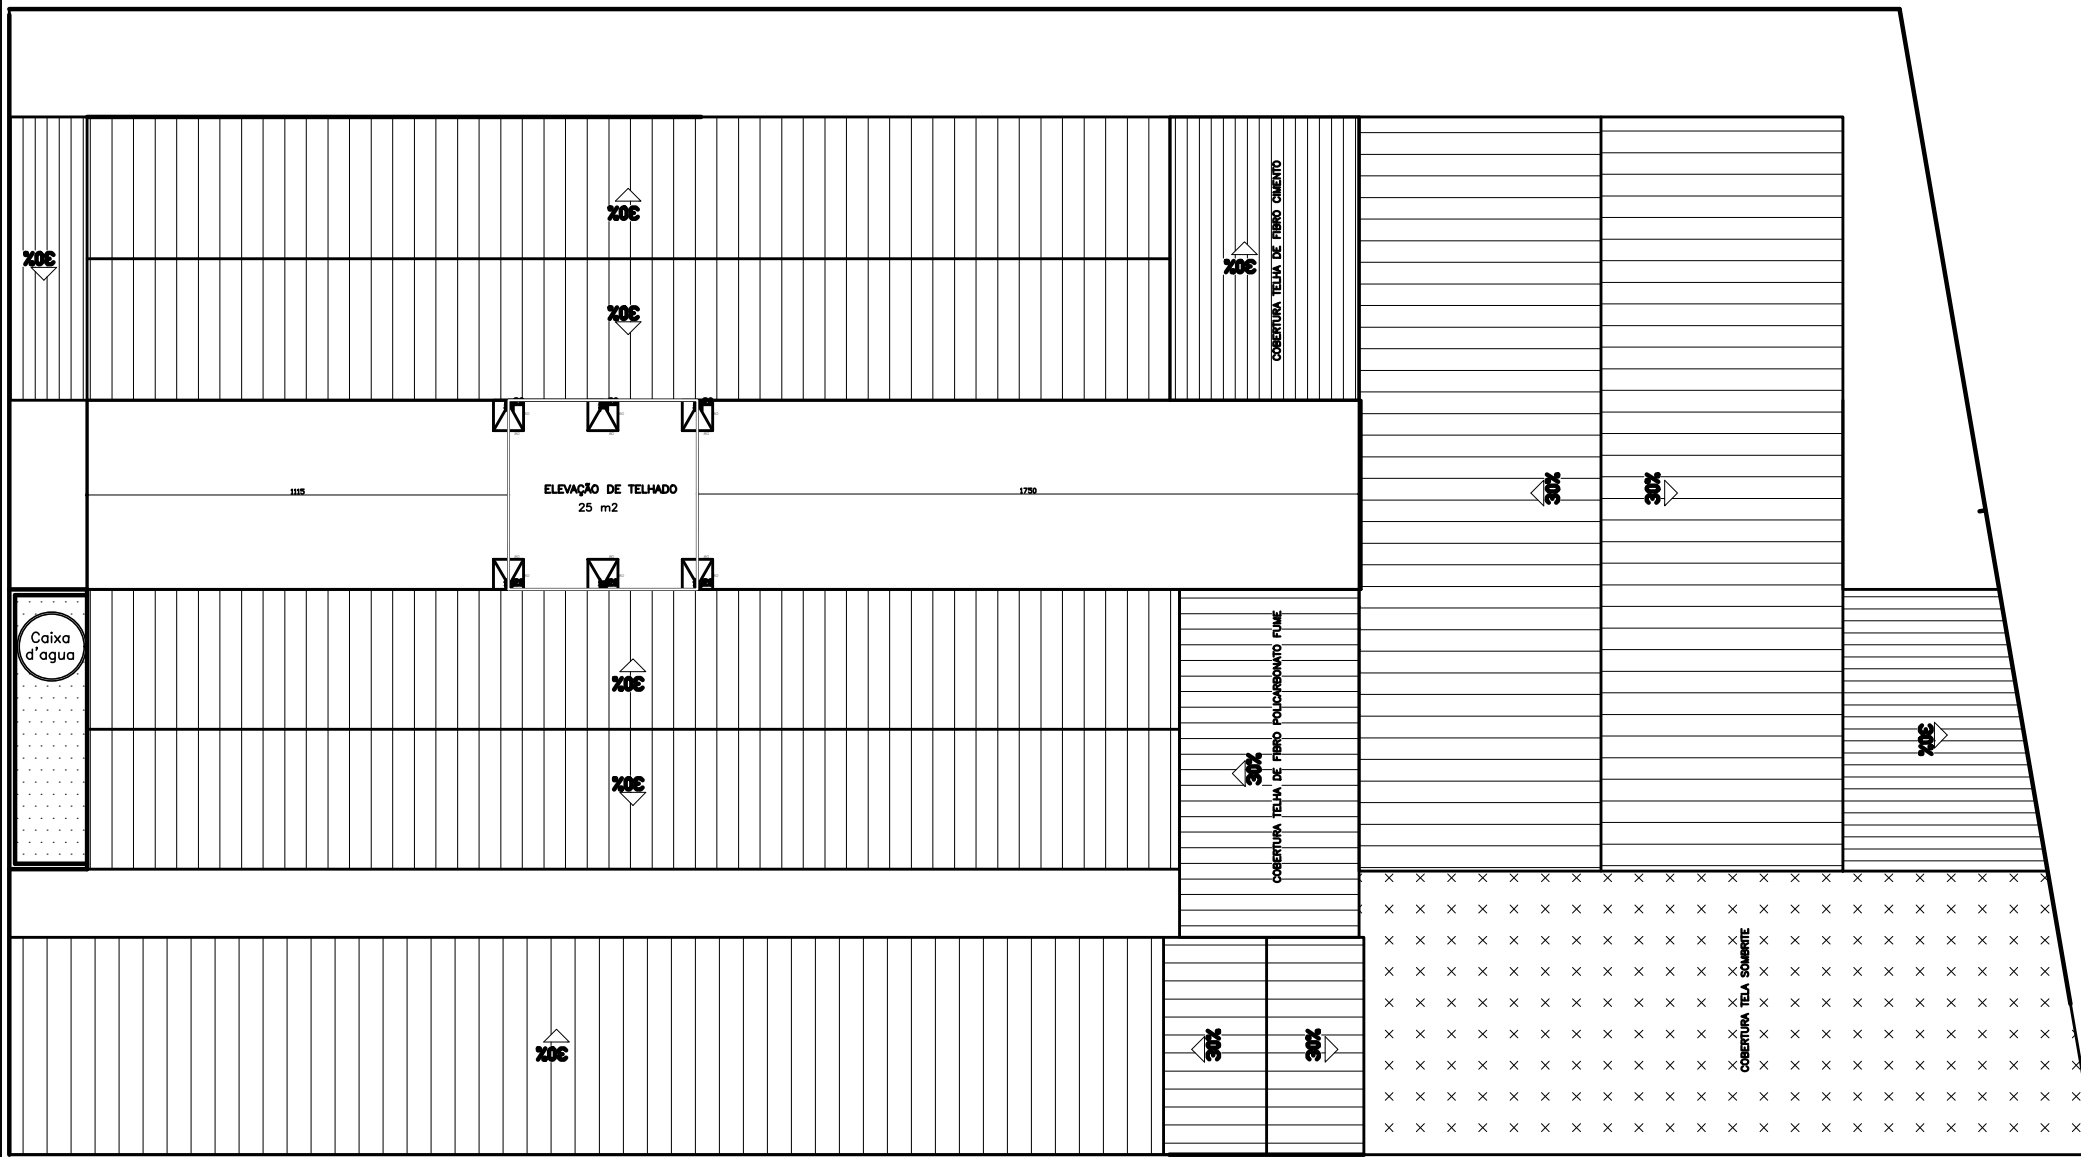 30%
30%
30%
30%
COBERTURA TELHA DE FIBRO CIMENTO
30%
30%
1115
ELEVAÇÃO DE TELHADO
25 m2
1750
Caixa
d'agua
30%
30%
30%
COBERTURA TELHA DE FIBRO POLICARBONATO FUME
30%
30%
30%
30%
COBERTURA TELA SOMBRITE